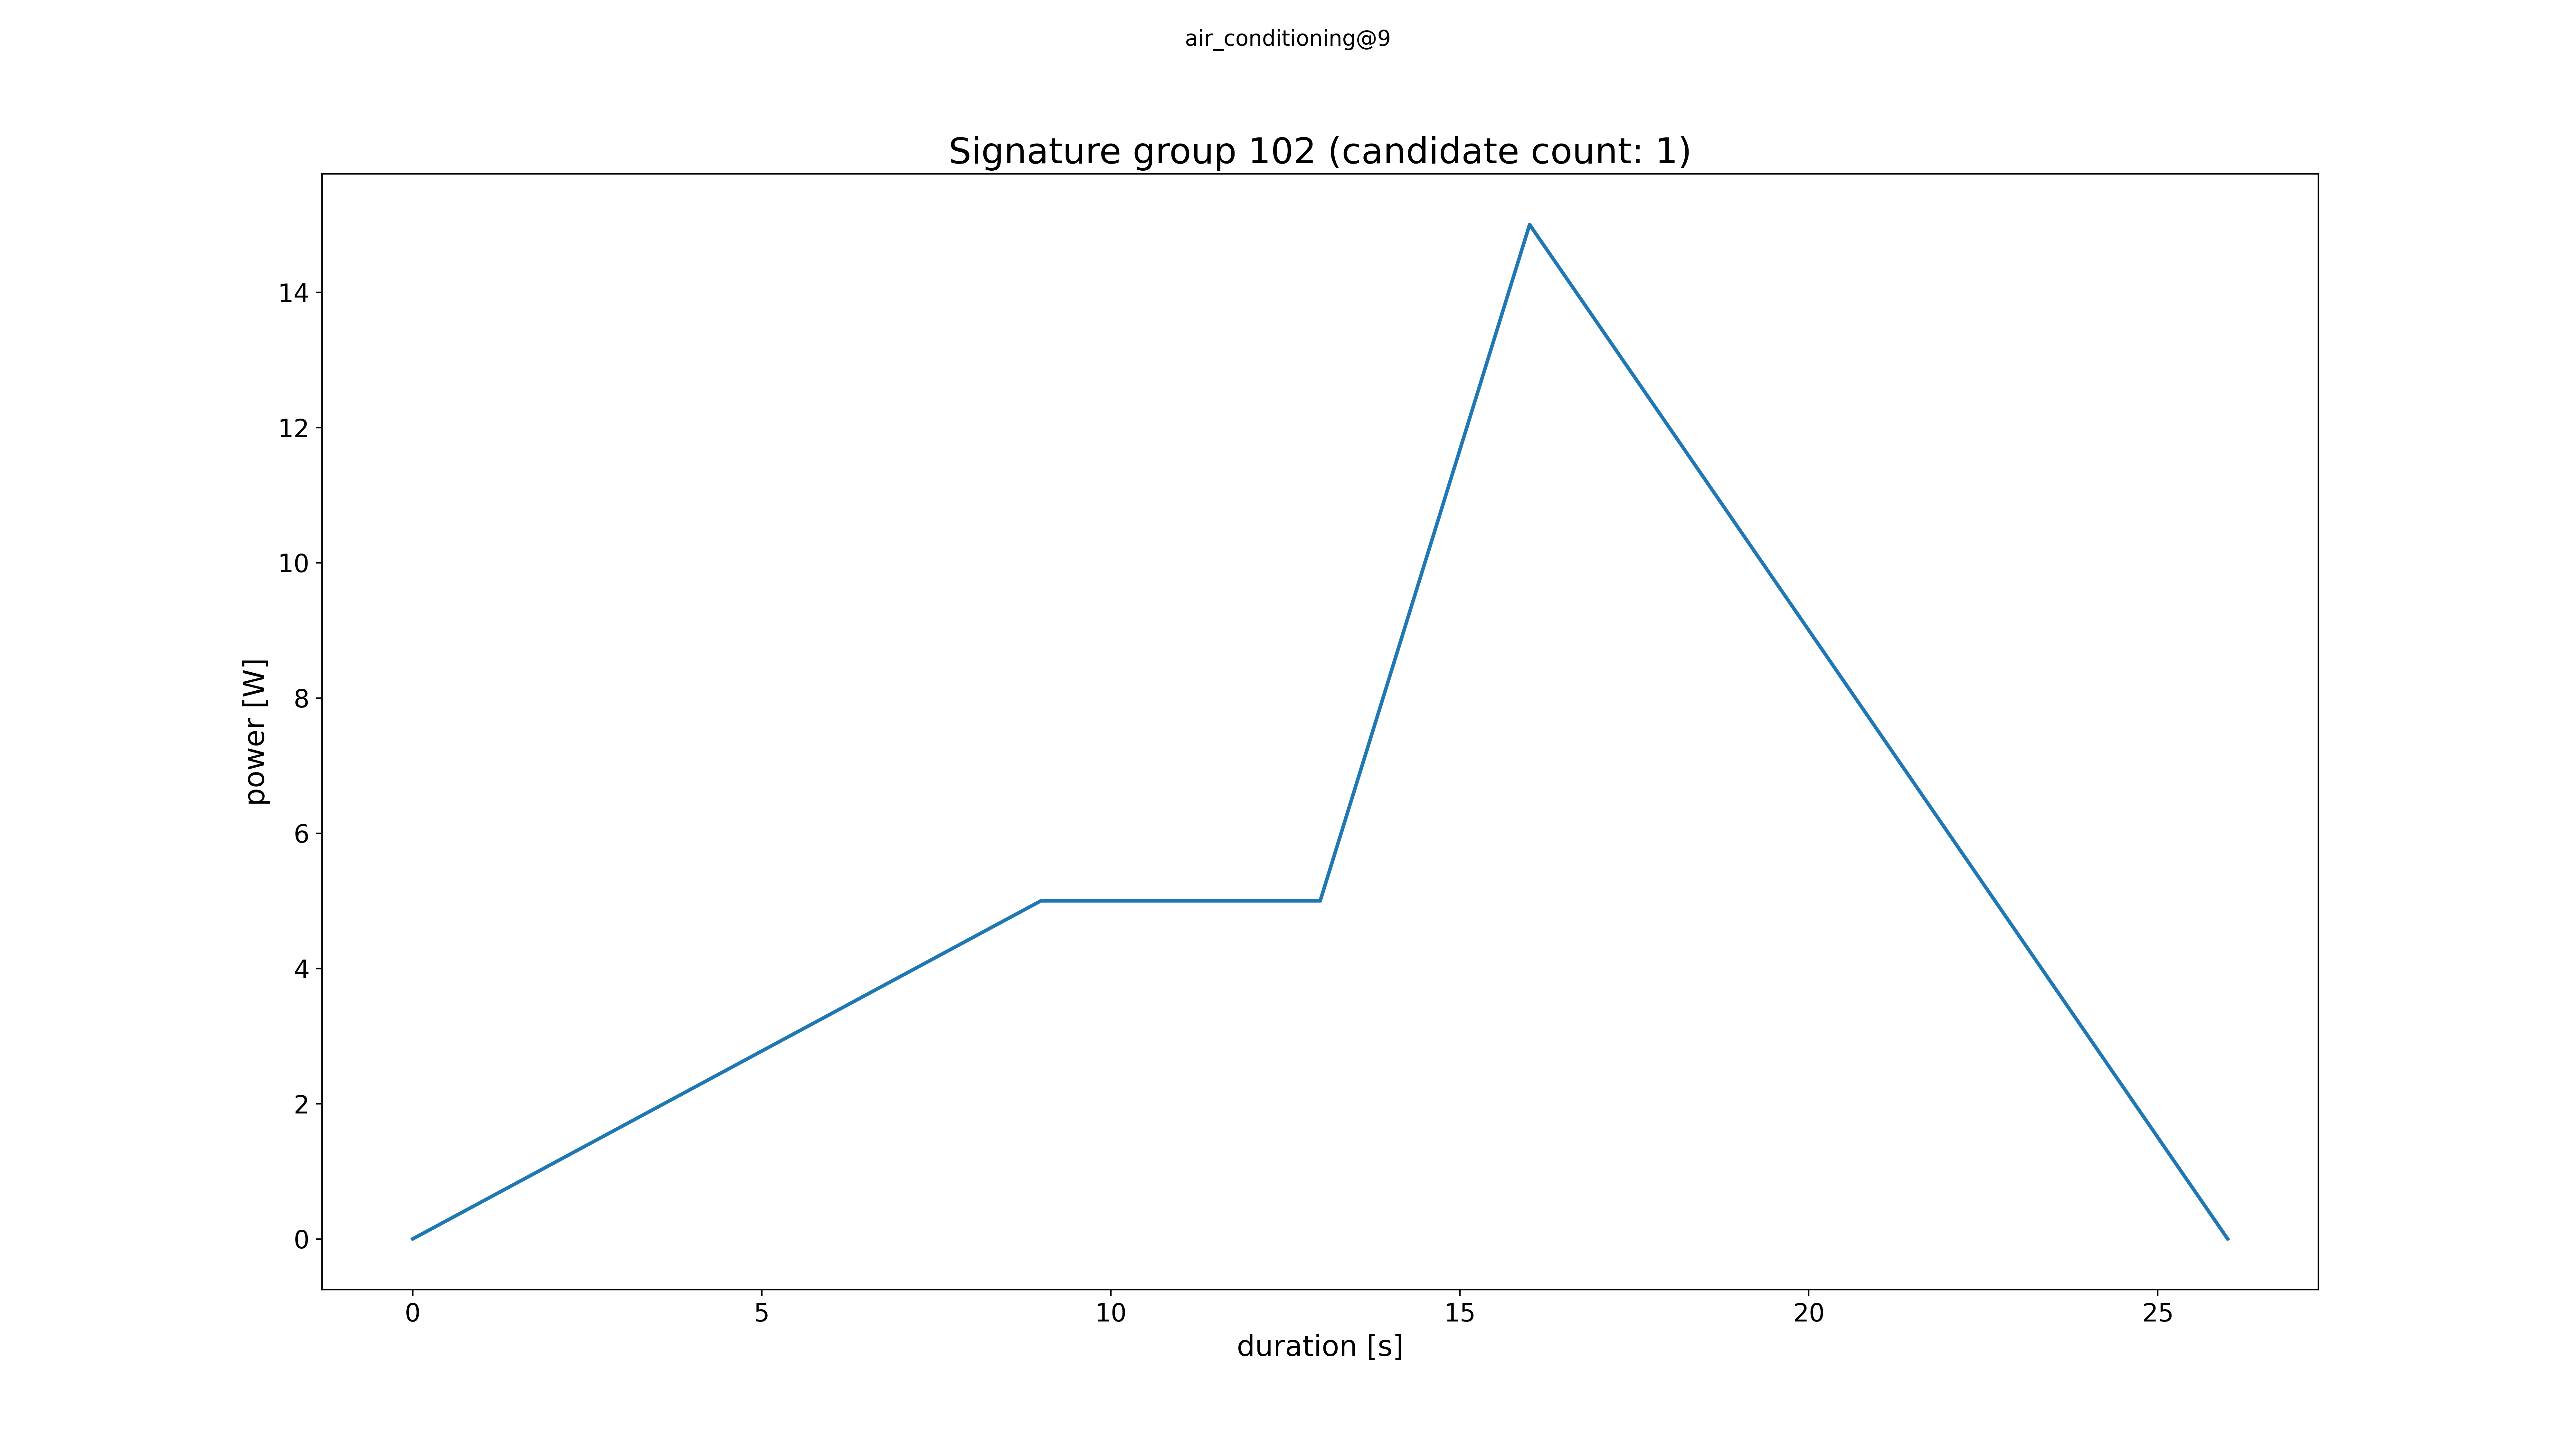 air_conditioning@9
Signature group 102 (candidate count: 1)
14
12
10
8
6
4
2
0
power [W]
0 5 10 15 20 25
duration [s]